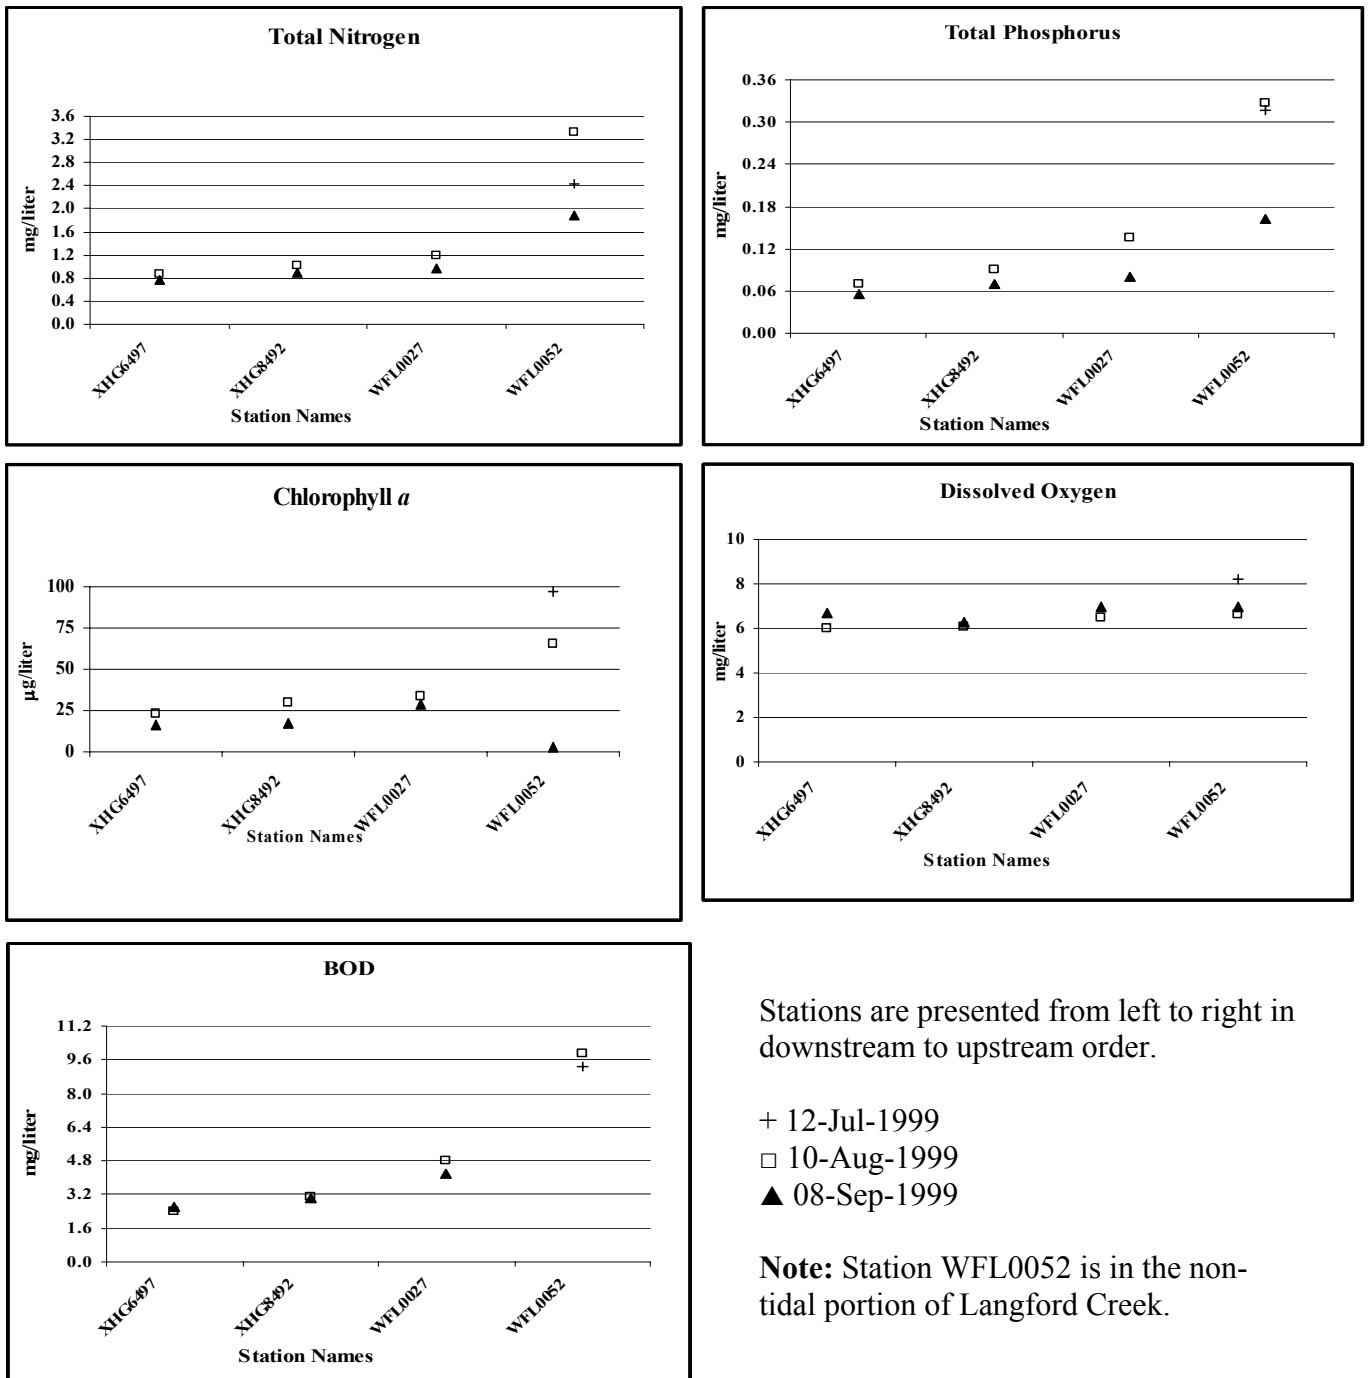 Total Nitrogen
3.6
3.2
2.8
2.4
2.0
1.6
1.2
0.8
0.4
0.0
mg/liter
XHG6497
XHG8492
WFL0027
WFL0052
Station Names
Total Phosphorus
0.36
0.30
0.24
0.18
0.12
0.06
0.00
mg/liter
XHG6497
XHG8492
WFL0027
WFL0052
Station Names
Chlorophyll a
100
75
50
25
0
µg/liter
XHG6497
XHG8492
WFL0027
WFL0052
Station Names
Dissolved Oxygen
10
8
6
4
2
0
mg/liter
XHG6497
XHG8492
WFL0027
WFL0052
Station Names
BOD
11.2
9.6
8.0
6.4
4.8
3.2
1.6
0.0
mg/liter
XHG6497
XHG8492
WFL0027
WFL0052
Station Names
Stations are presented from left to right in
downstream to upstream order.
+ 12-Jul-1999
□ 10-Aug-1999
▲ 08-Sep-1999
Note: Station WFL0052 is in the non-
tidal portion of Langford Creek.